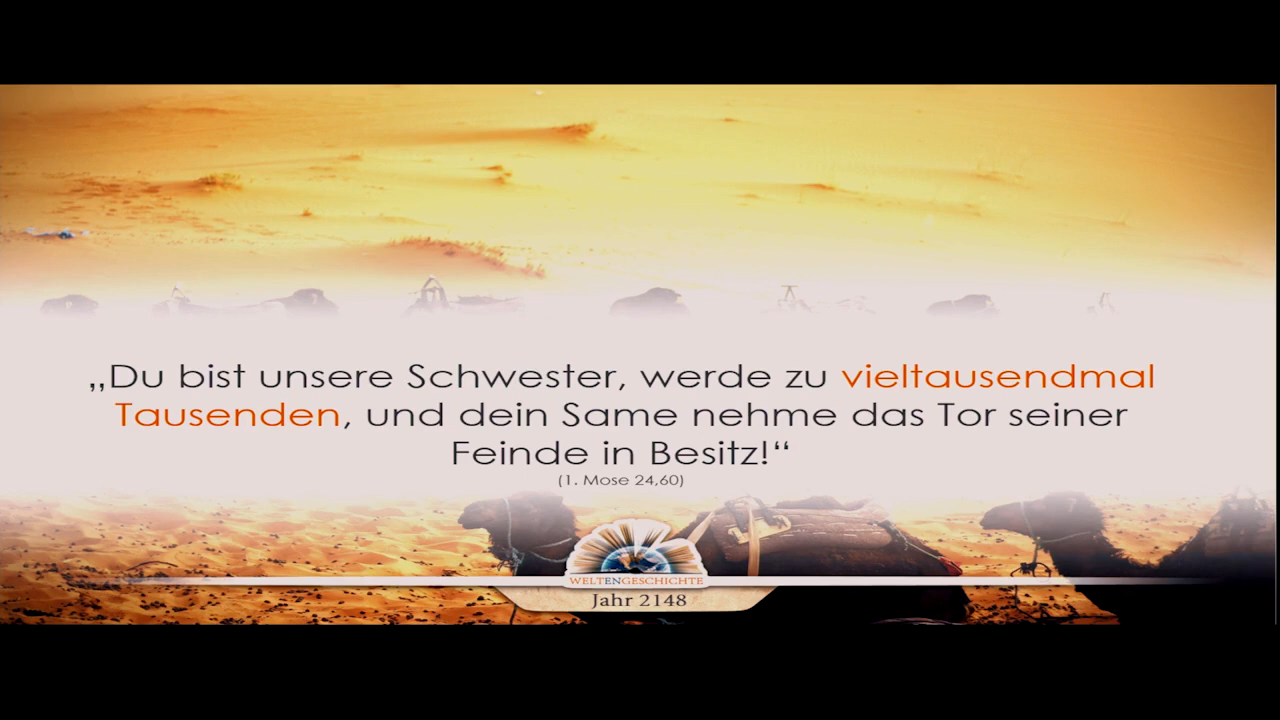 „Du bist unsere Schwester, werde zu vieltausendmal
Tausenden, und dein Same nehme das Tor seiner
Feinde in Besitz!“
(1. Mose 24,60)
WELTENGESCHICHTE
Jahr 2148